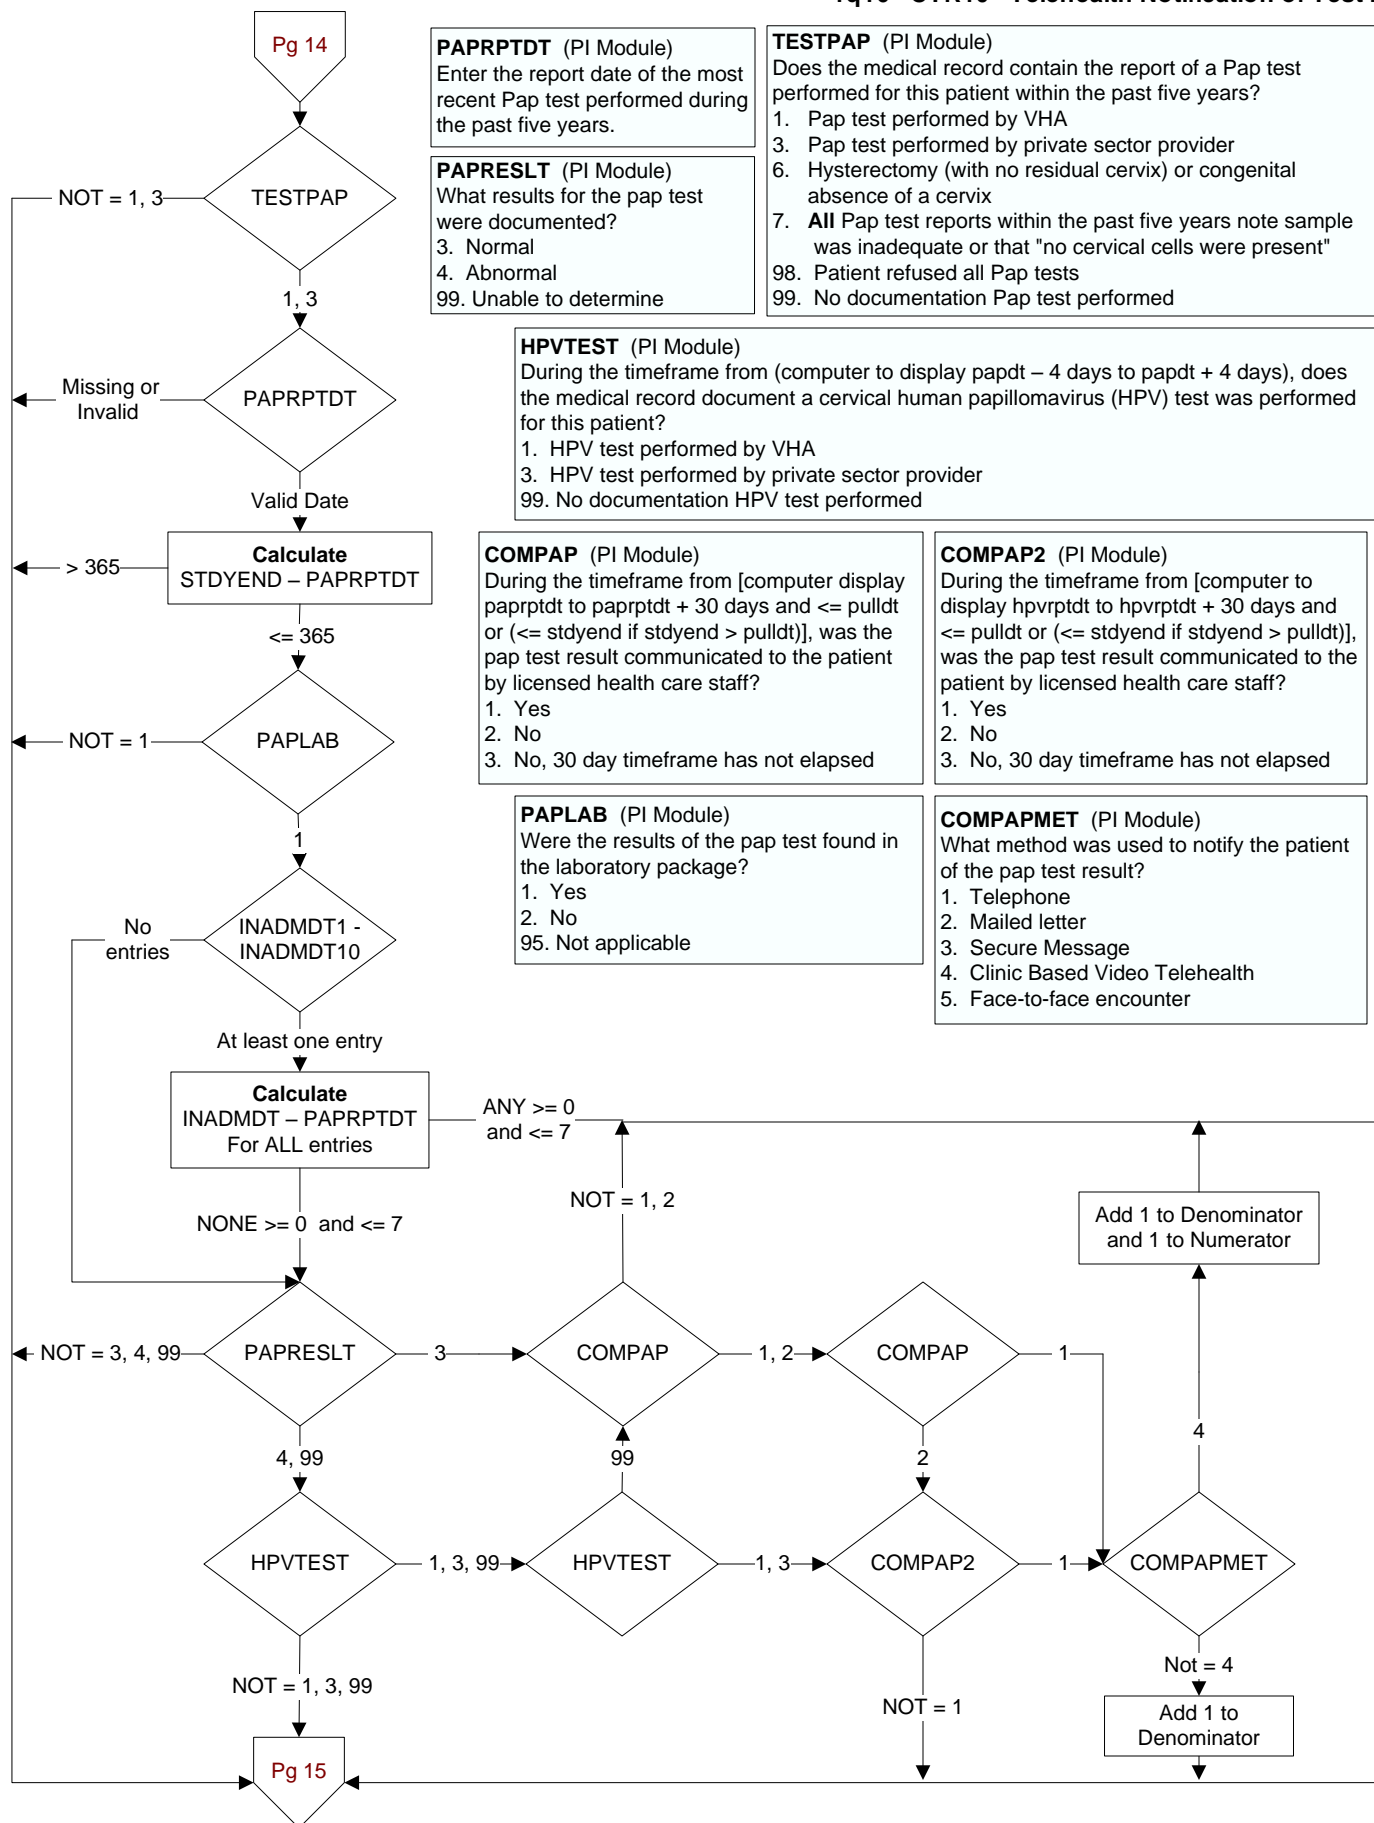 Pg 14
PAPRPTDT (PI Module)
Enter the report date of the most
recent Pap test performed during
the past five years.
TESTPAP (PI Module)
Does the medical record contain the report of a Pap test
performed for this patient within the past five years?
1. Pap test performed by VHA
3. Pap test performed by private sector provider
6. Hysterectomy (with no residual cervix) or congenital
absence of a cervix
7. All Pap test reports within the past five years note sample
was inadequate or that "no cervical cells were present"
98. Patient refused all Pap tests
99. No documentation Pap test performed
PAPRESLT (PI Module)
What results for the pap test
were documented?
3. Normal
4. Abnormal
99. Unable to determine
NOT = 1, 3
TESTPAP
1, 3
HPVTEST (PI Module)
During the timeframe from (computer to display papdt – 4 days to papdt + 4 days), does
the medical record document a cervical human papillomavirus (HPV) test was performed
for this patient?
1. HPV test performed by VHA
3. HPV test performed by private sector provider
99. No documentation HPV test performed
Missing or
Invalid
PAPRPTDT
Valid Date
Calculate
STDYEND – PAPRPTDT
> 365
<= 365
COMPAP (PI Module)
During the timeframe from [computer display
paprptdt to paprptdt + 30 days and <= pulldt
or (<= stdyend if stdyend > pulldt)], was the
pap test result communicated to the patient
by licensed health care staff?
1. Yes
2. No
3. No, 30 day timeframe has not elapsed
COMPAP2 (PI Module)
During the timeframe from [computer to
display hpvrptdt to hpvrptdt + 30 days and
<= pulldt or (<= stdyend if stdyend > pulldt)],
was the pap test result communicated to the
patient by licensed health care staff?
1. Yes
2. No
3. No, 30 day timeframe has not elapsed
NOT = 1
PAPLAB
1
PAPLAB (PI Module)
Were the results of the pap test found in
the laboratory package?
1. Yes
2. No
95. Not applicable
COMPAPMET (PI Module)
What method was used to notify the patient
of the pap test result?
1. Telephone
2. Mailed letter
3. Secure Message
4. Clinic Based Video Telehealth
5. Face-to-face encounter
No
entries
INADMDT1 -
INADMDT10
At least one entry
Calculate
INADMDT – PAPRPTDT
For ALL entries
ANY >= 0
and <= 7
NONE >= 0 and <= 7
NOT = 1, 2
Add 1 to Denominator
and 1 to Numerator
NOT = 3, 4, 99
PAPRESLT
3
COMPAP
1, 2
COMPAP
1
4, 99
99
2
4
HPVTEST
1, 3, 99
HPVTEST
1, 3
COMPAP2
1
COMPAPMET
NOT = 1, 3, 99
NOT = 1
Not = 4
Add 1 to
Denominator
Pg 15